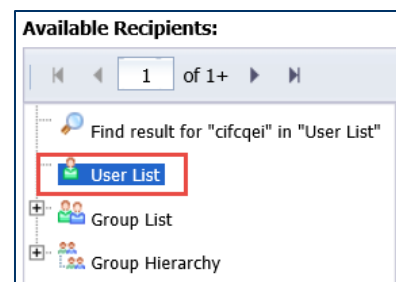 Available Recipients:
1 of 1+
Find result for "cifcqei" in "User List"
User List
Group List
Group Hierarchy